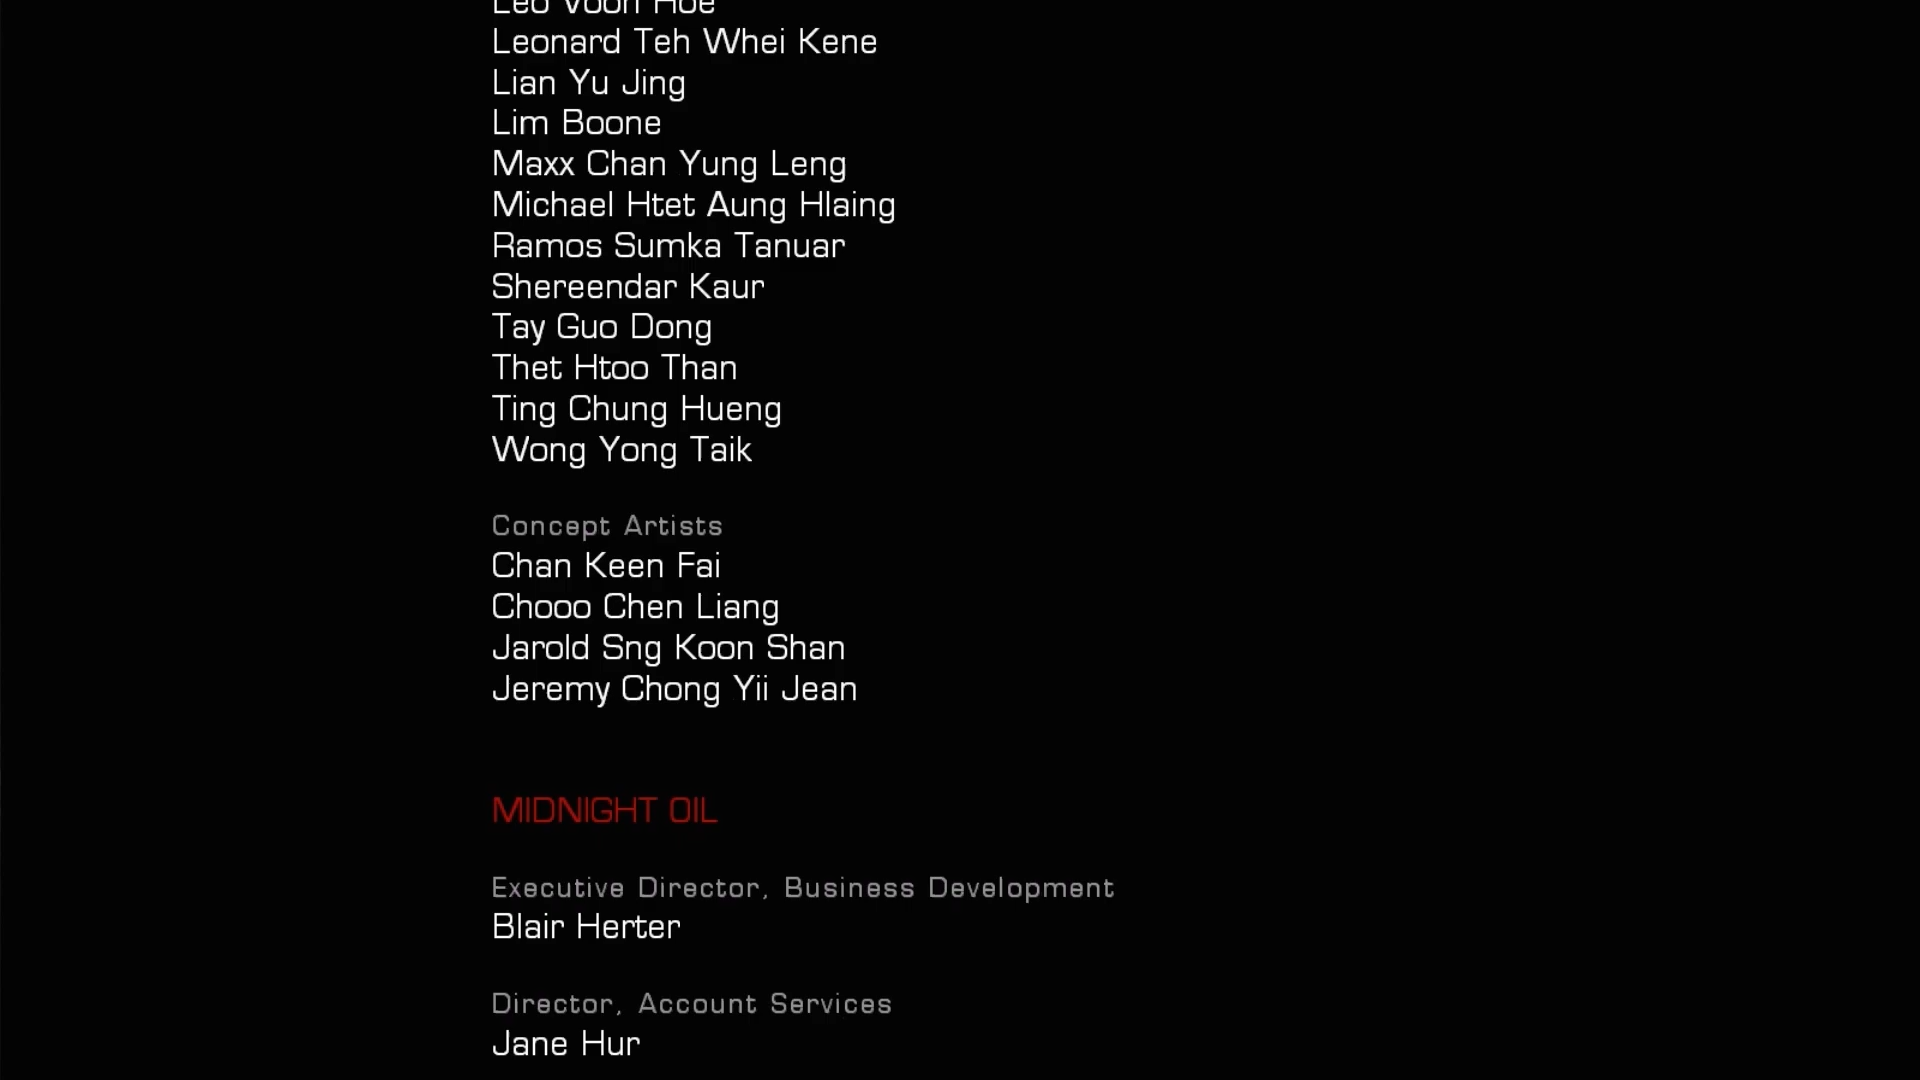 Leo Voon Hoe
Leonard Teh Whei Kene
Lian Yu Jing
Lim Boone
Maxx Chan Yung Leng
Michael Htet Aung Hlaing
Ramos Sumka Tanuar
Shereendar Kaur
Tay Guo Dong
Thet Htoo Than
Ting Chung Hueng
Wong Yong Taik
Concept Artists
Chan Keen Fai
Chooo Chen Liang
Jarold Sng Koon Shan
Jeremy Chong Yii Jean
MIDNIGHT OIL
Executive Director, Business Development
Blair Herter
Director, Account Services
Jane Hur